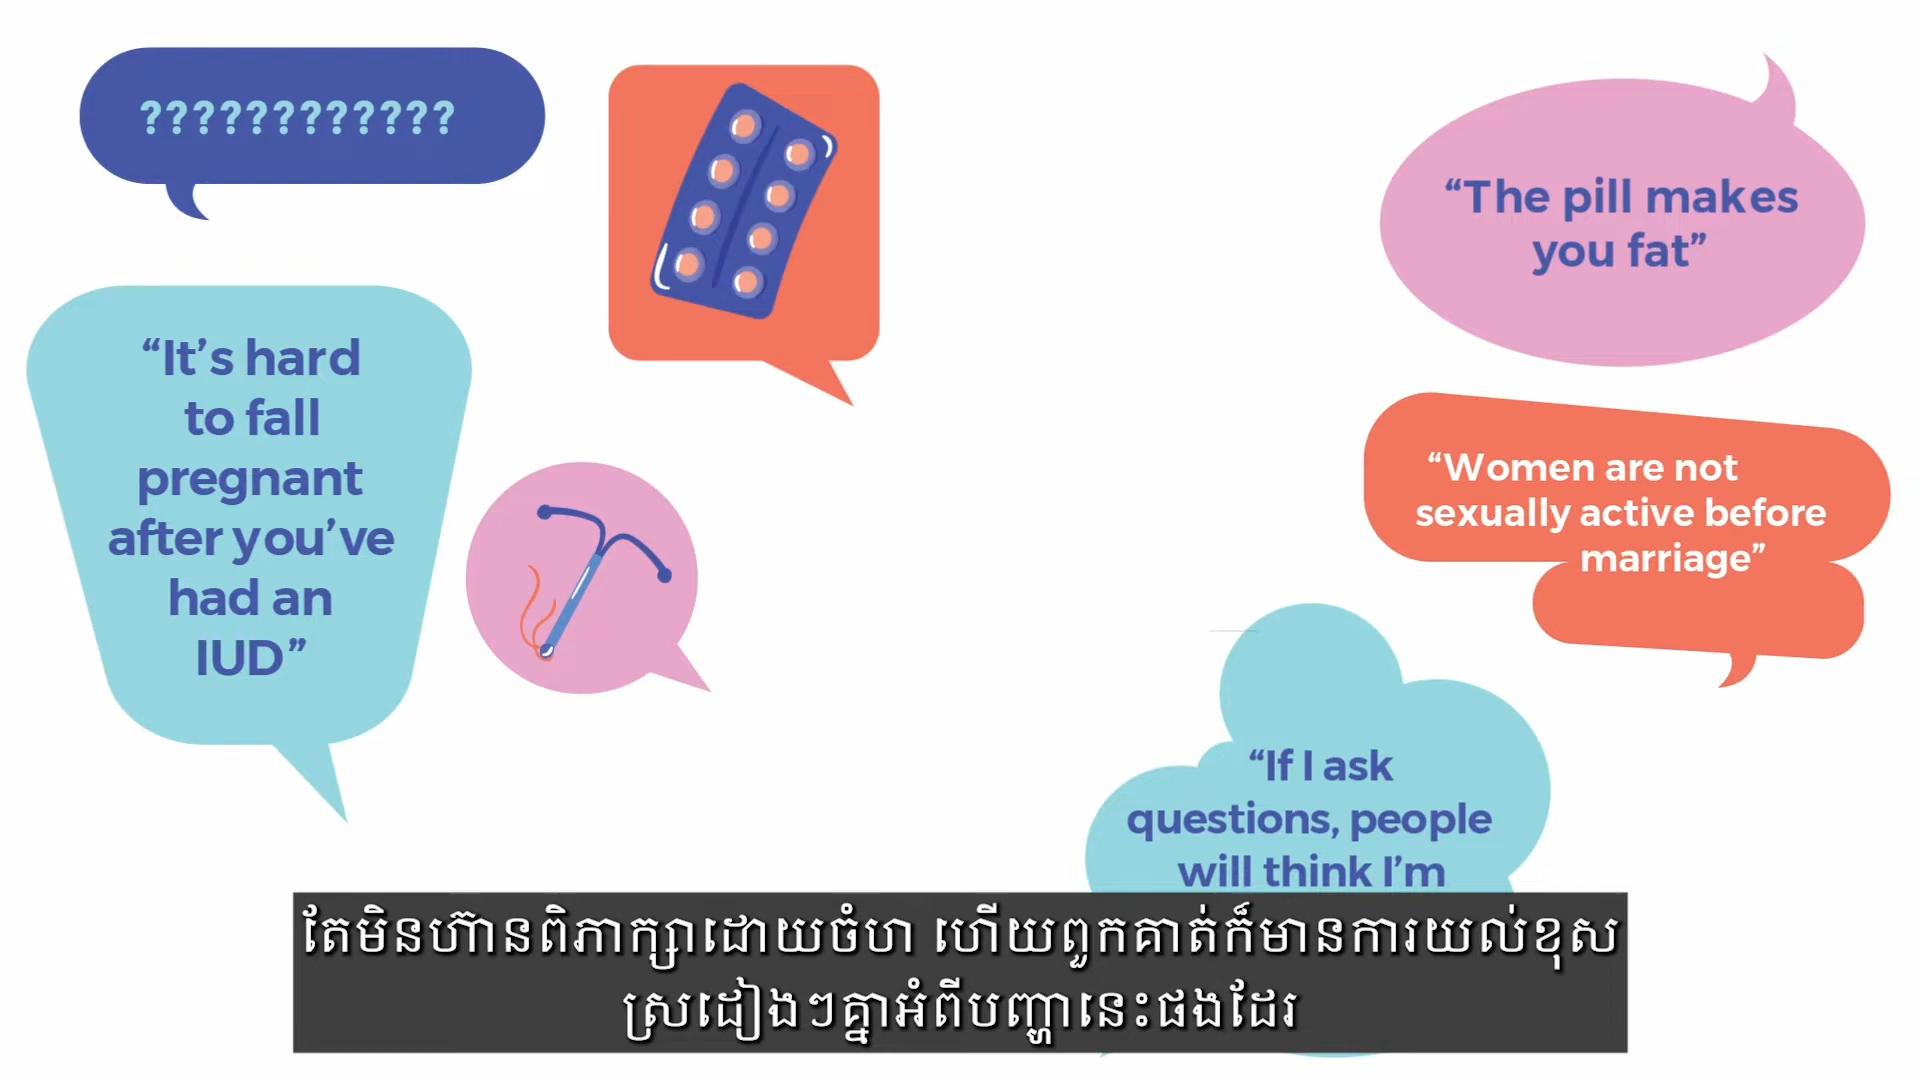 ????????????
“It’s hard
to fall
pregnant
after you’ve
had an
IUD”
“The pill makes
you fat”
“Women are not
sexually active before
marriage”
“If I ask
questions, people
will think I’m
តែមិនហ៊ានពិភាក្សាដោយចំហ ហើយពួកគាត់ក៏មានការយល់ខុស
ស្រដៀងៗគ្នាអំពីបញ្ហានេះផងដែរ